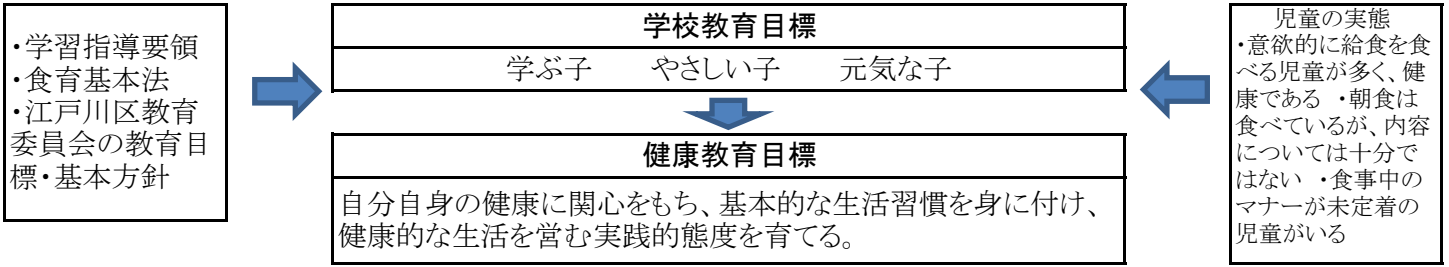 ・学習指導要領
・食育基本法
・江戸川区教育
委員会の教育目
標・基本方針
学校教育目標
学ぶ子　　やさしい子　　元気な子
健康教育目標
自分自身の健康に関心をもち、基本的な生活習慣を身に付け、
健康的な生活を営む実践的態度を育てる。
児童の実態
・意欲的に給食を食
べる児童が多く、健
康である　・朝食は
食べているが、内容
については十分で
はない　・食事中の
マナーが未定着の
児童がいる